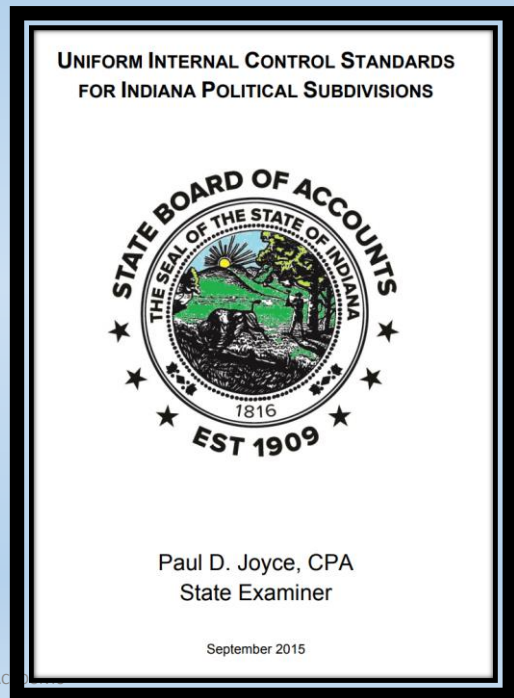 UNIFORM INTERNAL CONTROL STANDARDS
FOR INDIANA POLITICAL SUBDIVISIONS
STATE BOARD OF ACCOUNTS
THE SEAL OF THE STATE OF INDIANA
1816
EST 1909
Paul D. Joyce, CPA
State Examiner
September 2015